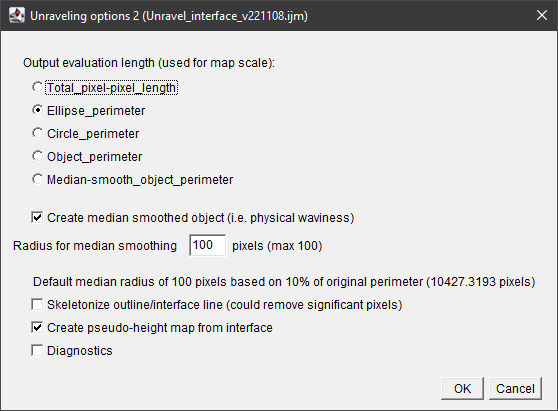 Unraveling options 2 (Unravel_interface_v221108.ijm)
Output evaluation length (used for map scale):
Total_pixel-pixel_length
Ellipse_perimeter
Circle_perimeter
Object_perimeter
Median-smooth_object_perimeter
Create median smoothed object (i.e. physical waviness)
Radius for median smoothing 100 pixels (max 100)
Default median radius of 100 pixels based on 10% of original perimeter (10427.3193 pixels)
Skeletonize outline/interface line (could remove significant pixels)
Create pseudo-height map from interface
Diagnostics
OK Cancel